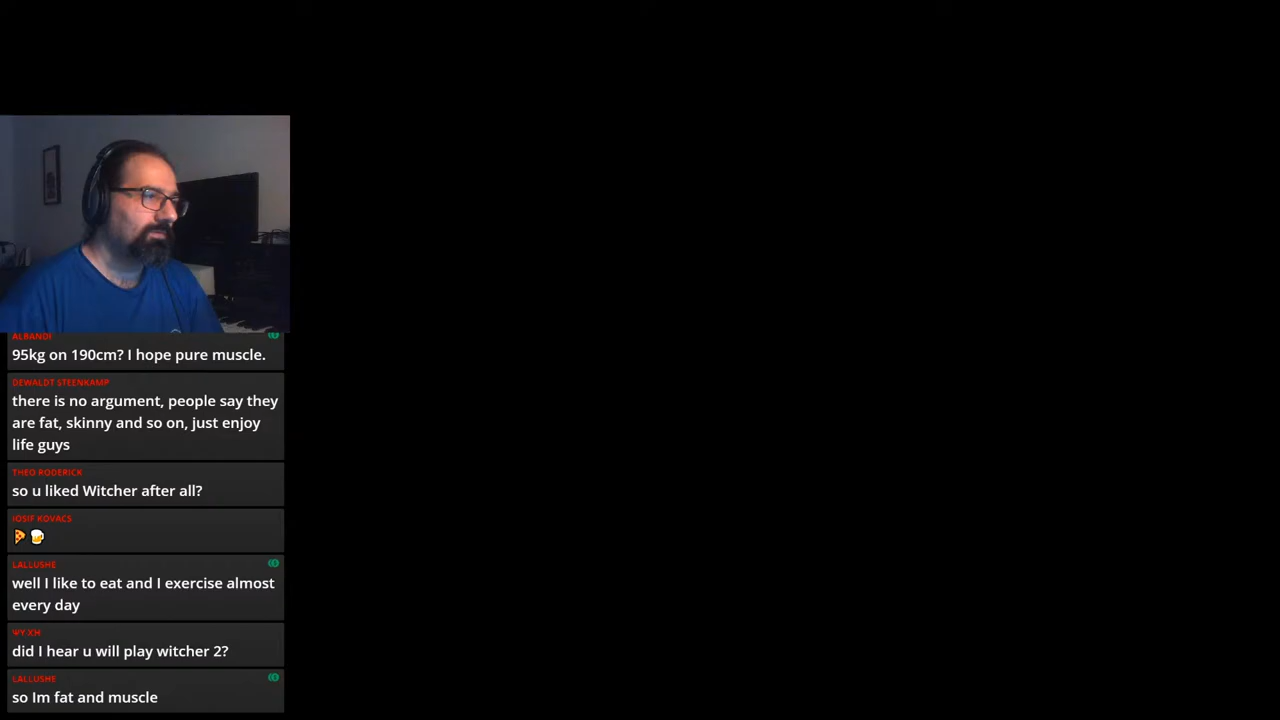 ALBANDI
95kg on 190cm? I hope pure muscle.
DEWALDT STEENKAMP
there is no argument, people say they
are fat, skinny and so on, just enjoy
life guys
THEO RODERICK
so u liked Witcher after all?
IOSIF KOVACS
🍕🍺
LALLUSHE
well I like to eat and I exercise almost
every day
ΨΥ ΧΗ
did I hear u will play witcher 2?
LALLUSHE
so Im fat and muscle